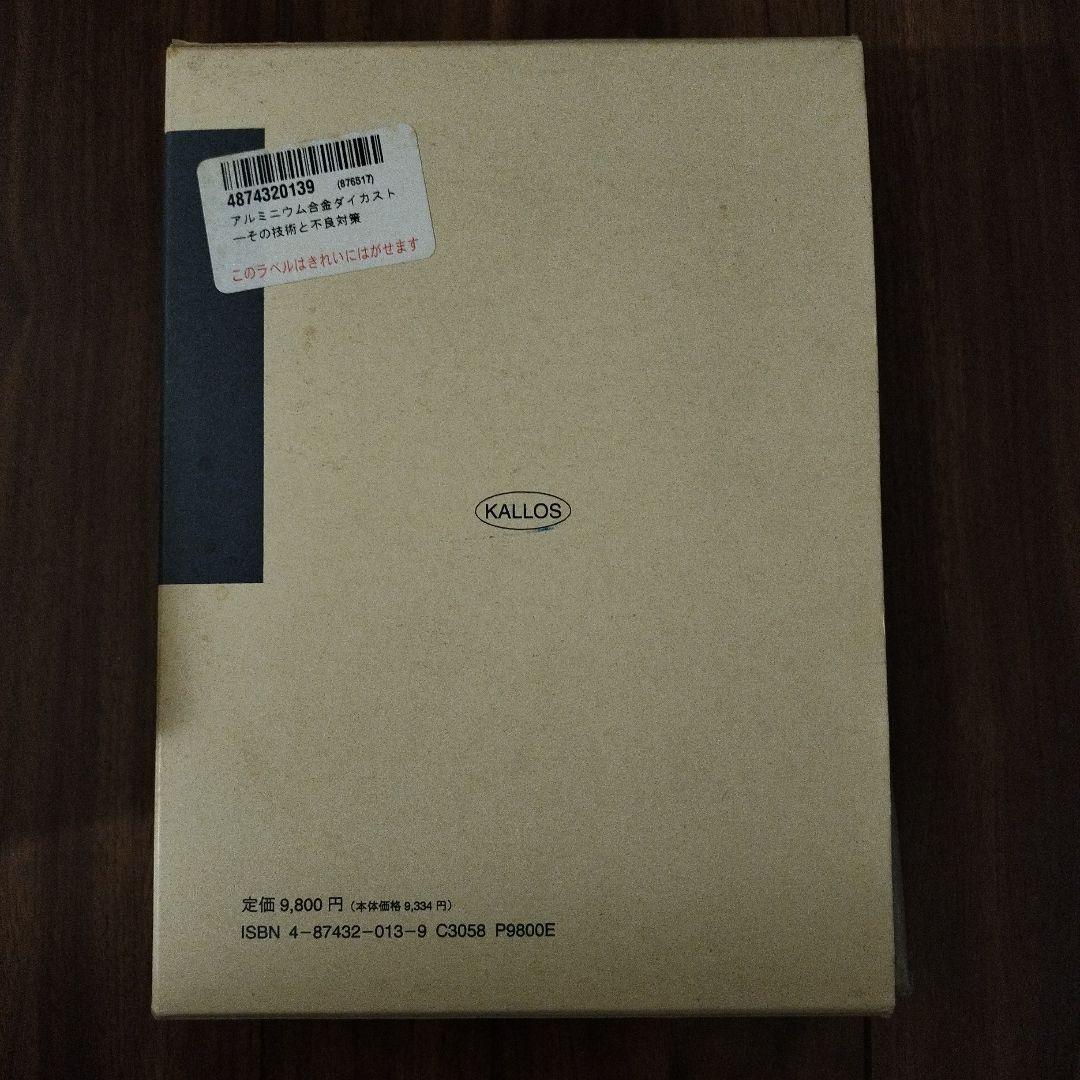 4874320139 (876517)
アルミニウム合金ダイカスト
―その技術と不良対策
このラベルはきれいにはがせます
KALLOS
定価 9,800 円（本体価格 9,334 円）
ISBN 4-87432-013-9 C3058 P9800E